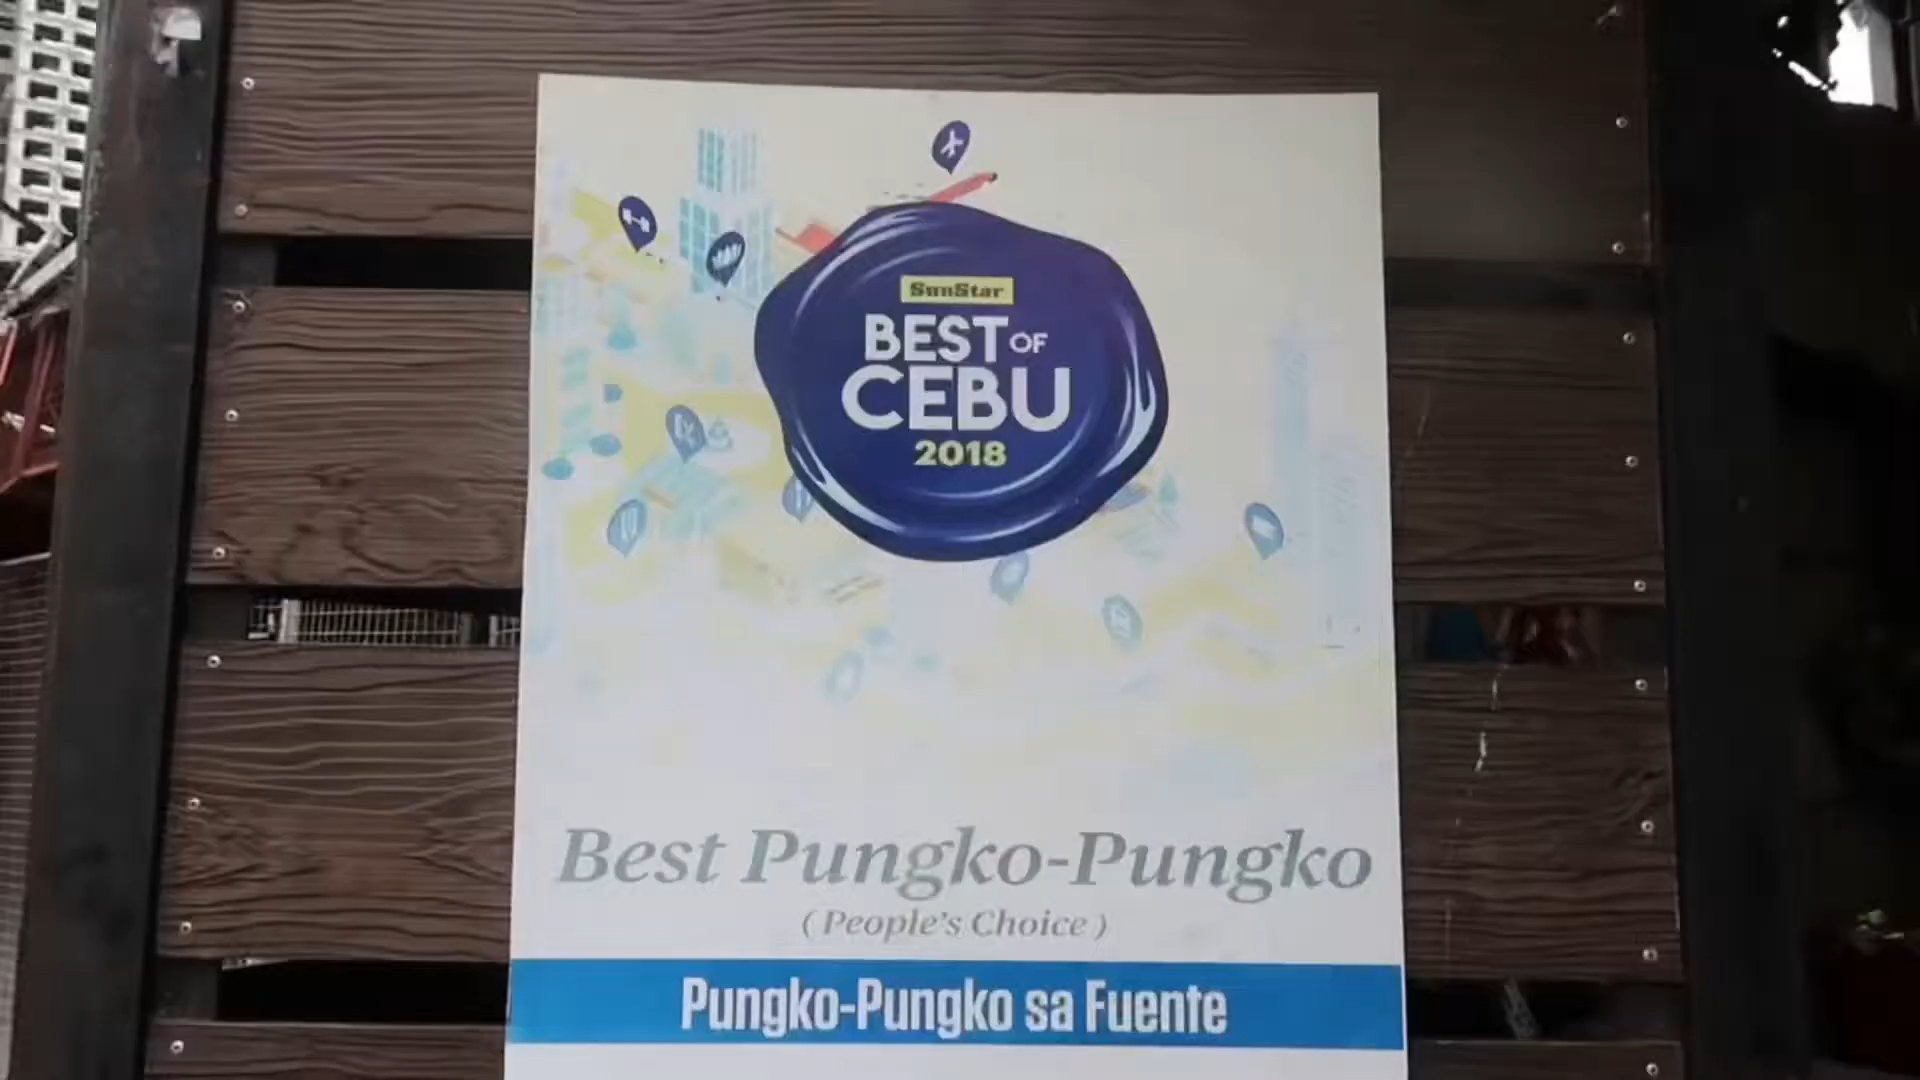 SunStar
BEST OF
CEBU
2018
Best Pungko-Pungko
( People's Choice )
Pungko-Pungko sa Fuente